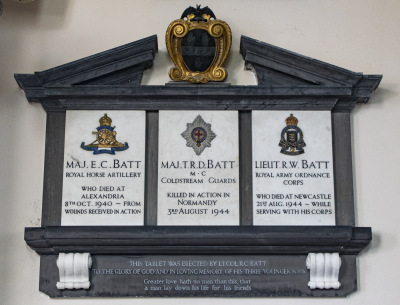 MAJ. E.C. BATT
ROYAL HORSE ARTILLERY
WHO DIED AT
ALEXANDRIA
8TH OCT. 1940 – FROM
WOUNDS RECEIVED IN ACTION
MAJ. T.R.D. BATT
M·C
COLDSTREAM GUARDS
KILLED IN ACTION IN
NORMANDY
3RD AUGUST 1944
LIEUT. R.W. BATT
ROYAL ARMY ORDNANCE
CORPS
WHO DIED AT NEWCASTLE
21ST AUG. 1944 – WHILE
SERVING WITH HIS CORPS
THIS TABLET WAS ERECTED BY LT. COL. R.C. BATT
TO THE GLORY OF GOD AND IN LOVING MEMORY OF HIS THREE YOUNGER SONS
Greater love hath no man than this, that
a man lay down his life for his friends